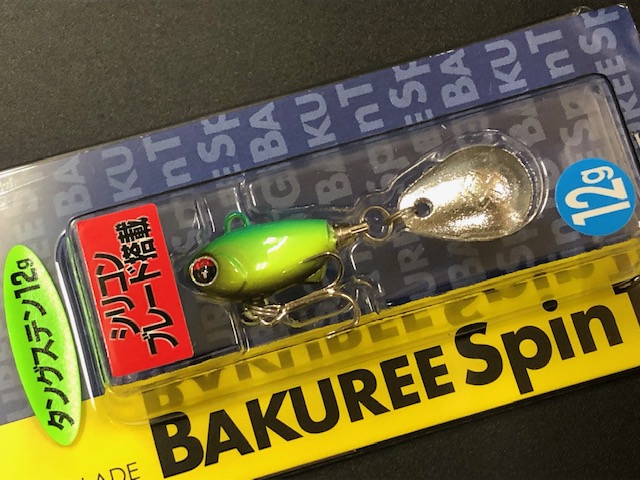 シリコン
ブレード搭載
12g
タングステン12g
BAKUREE Spin T
LADE